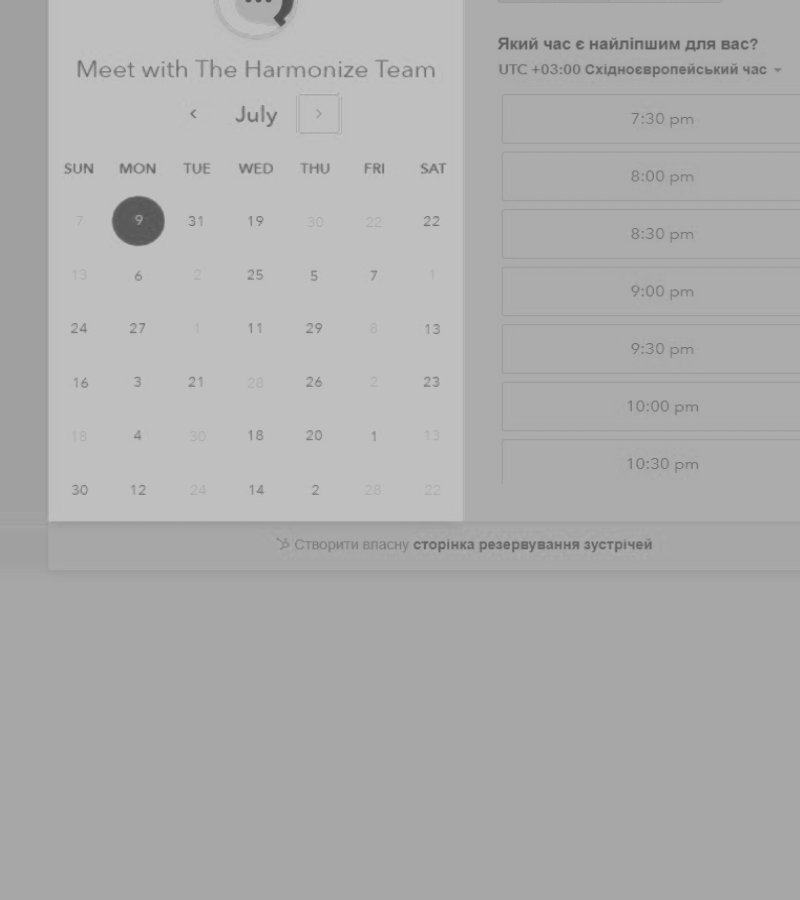 Meet with The Harmonize Team
July
SUN MON TUE WED THU FRI SAT
7 9 31 19 30 22 22
13 6 2 25 5 7 1
24 27 1 11 29 8 13
16 3 21 28 26 2 23
18 4 30 18 20 1 13
30 12 24 14 2 28 22
Який час є найліпшим для вас?
UTC +03:00 Східноєвропейський час
7:30 pm
8:00 pm
8:30 pm
9:00 pm
9:30 pm
10:00 pm
10:30 pm
Створити власну сторінка резервування зустрічей